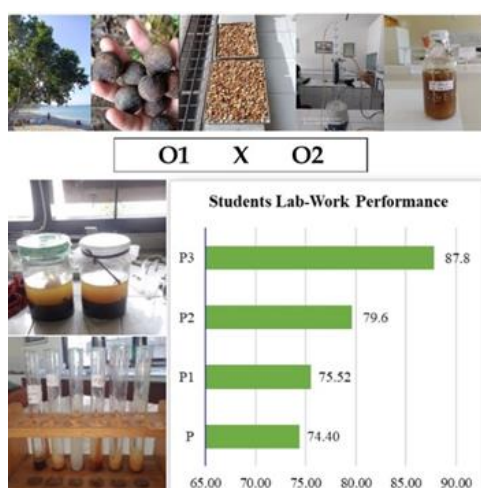 O1 X O2
Students Lab-Work Performance
P3 87.8
P2 79.6
P1 75.52
P 74.40
65.00 70.00 75.00 80.00 85.00 90.00